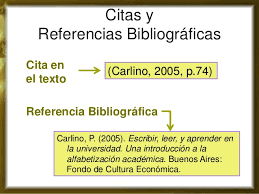 Citas y
Referencias Bibliográficas
Cita en
el texto
(Carlino, 2005, p.74)
Referencia Bibliográfica
Carlino, P. (2005). Escribir, leer, y aprender en
la universidad. Una introducción a la
alfabetización académica. Buenos Aires:
Fondo de Cultura Económica.